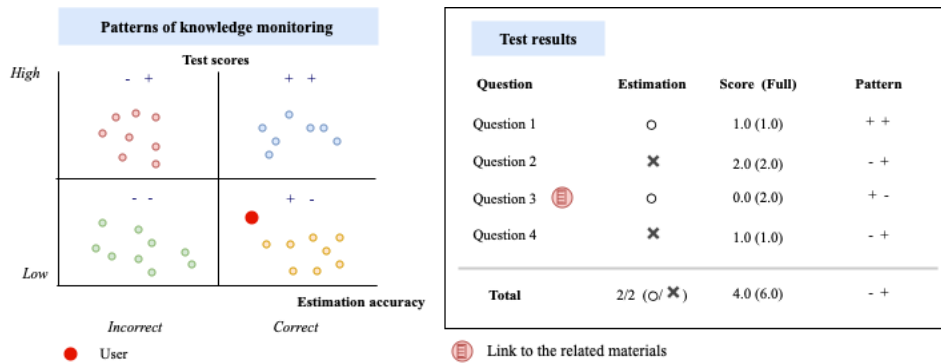 Patterns of knowledge monitoring
Test scores
High
- +
+ +
- -
+ -
Low
Estimation accuracy
Incorrect
Correct
User
Test results
Question Estimation Score (Full) Pattern
Question 1 1.0 (1.0) + +
Question 2 2.0 (2.0) - +
Question 3 0.0 (2.0) + -
Question 4 1.0 (1.0) - +
Total 2/2 (○/✖) 4.0 (6.0) - +
Link to the related materials